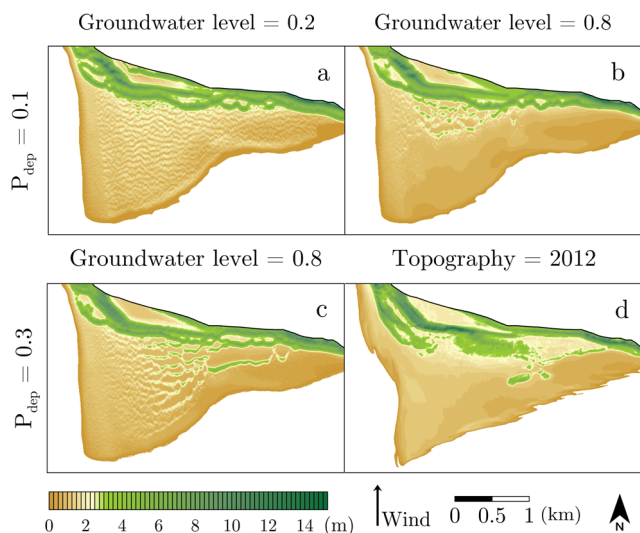 Groundwater level = 0.2
Groundwater level = 0.8
P_dep = 0.1
a
b
Groundwater level = 0.8
Topography = 2012
P_dep = 0.3
c
d
0 2 4 6 8 10 12 14 (m)
Wind
0 0.5 1 (km)
N